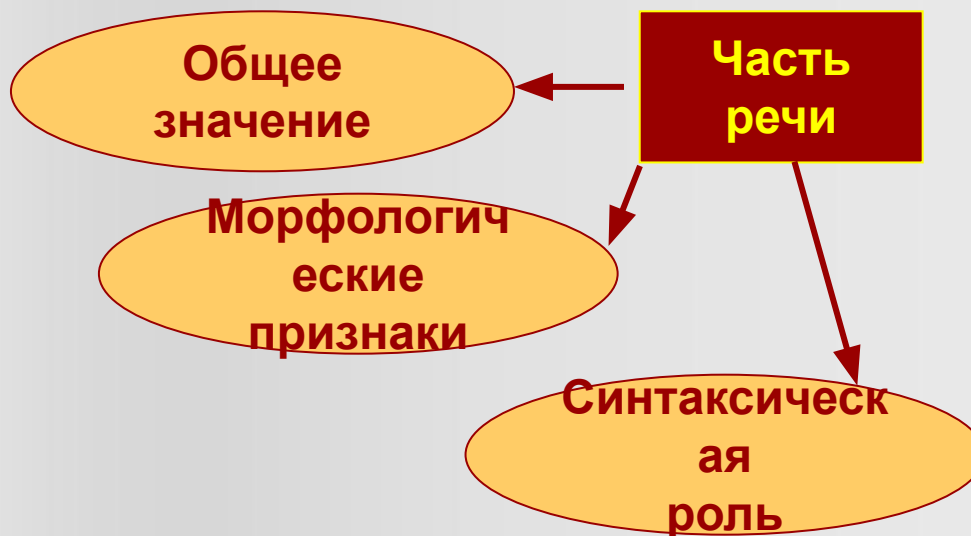 Общее
значение
Часть
речи
Морфологич
еские
признаки
Синтаксическ
ая
роль